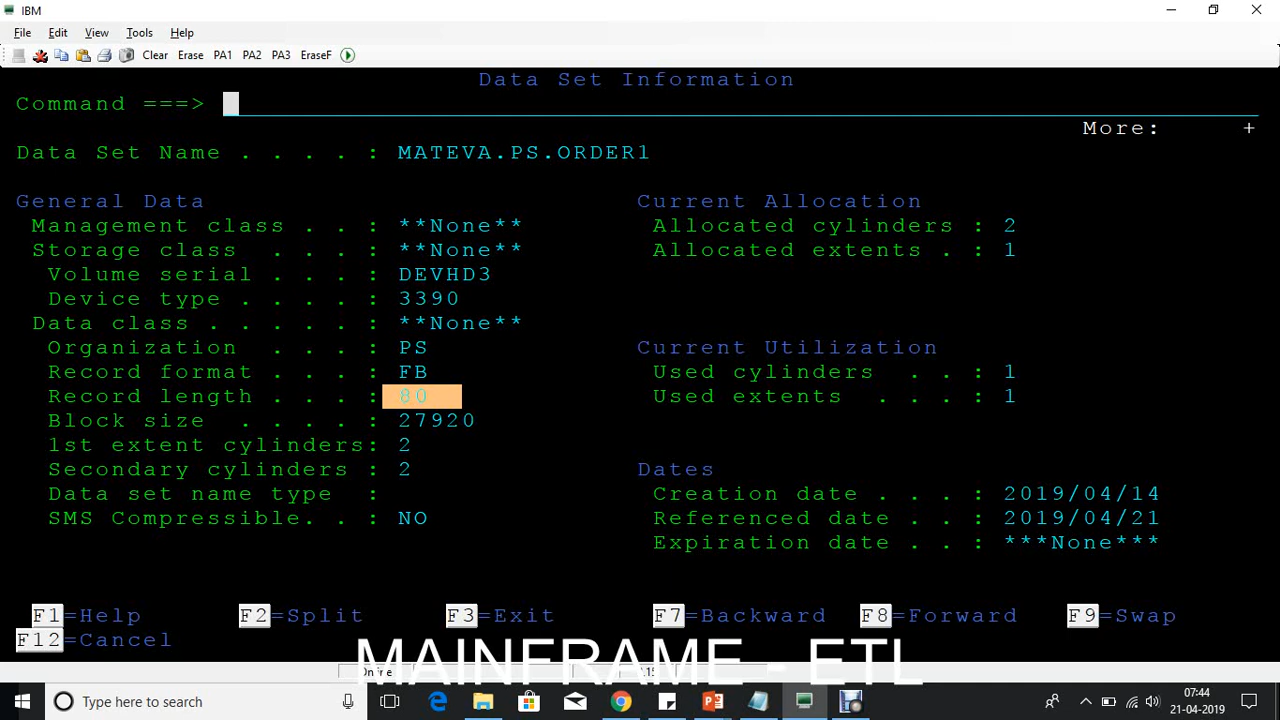 IBM
File Edit View Tools Help
Clear Erase PA1 PA2 PA3 EraseF
Data Set Information
Command ===>
More: +
Data Set Name . . . . : MATEVA.PS.ORDER1
General Data
Management class . . : **None**
Storage class . . . : **None**
Volume serial . . . : DEVHD3
Device type . . . . : 3390
Data class . . . . . : **None**
Organization . . . : PS
Record format . . . : FB
Record length . . . : 80
Block size . . . . : 27920
1st extent cylinders: 2
Secondary cylinders : 2
Data set name type :
SMS Compressible. . : NO
Current Allocation
Allocated cylinders : 2
Allocated extents . : 1
Current Utilization
Used cylinders . . : 1
Used extents . . . : 1
Dates
Creation date . . . : 2019/04/14
Referenced date . . : 2019/04/21
Expiration date . . : ***None***
F1=Help F2=Split F3=Exit F7=Backward F8=Forward F9=Swap
F12=Cancel
MAINFRAME - ETL
Online
Type here to search
07:44
21-04-2019